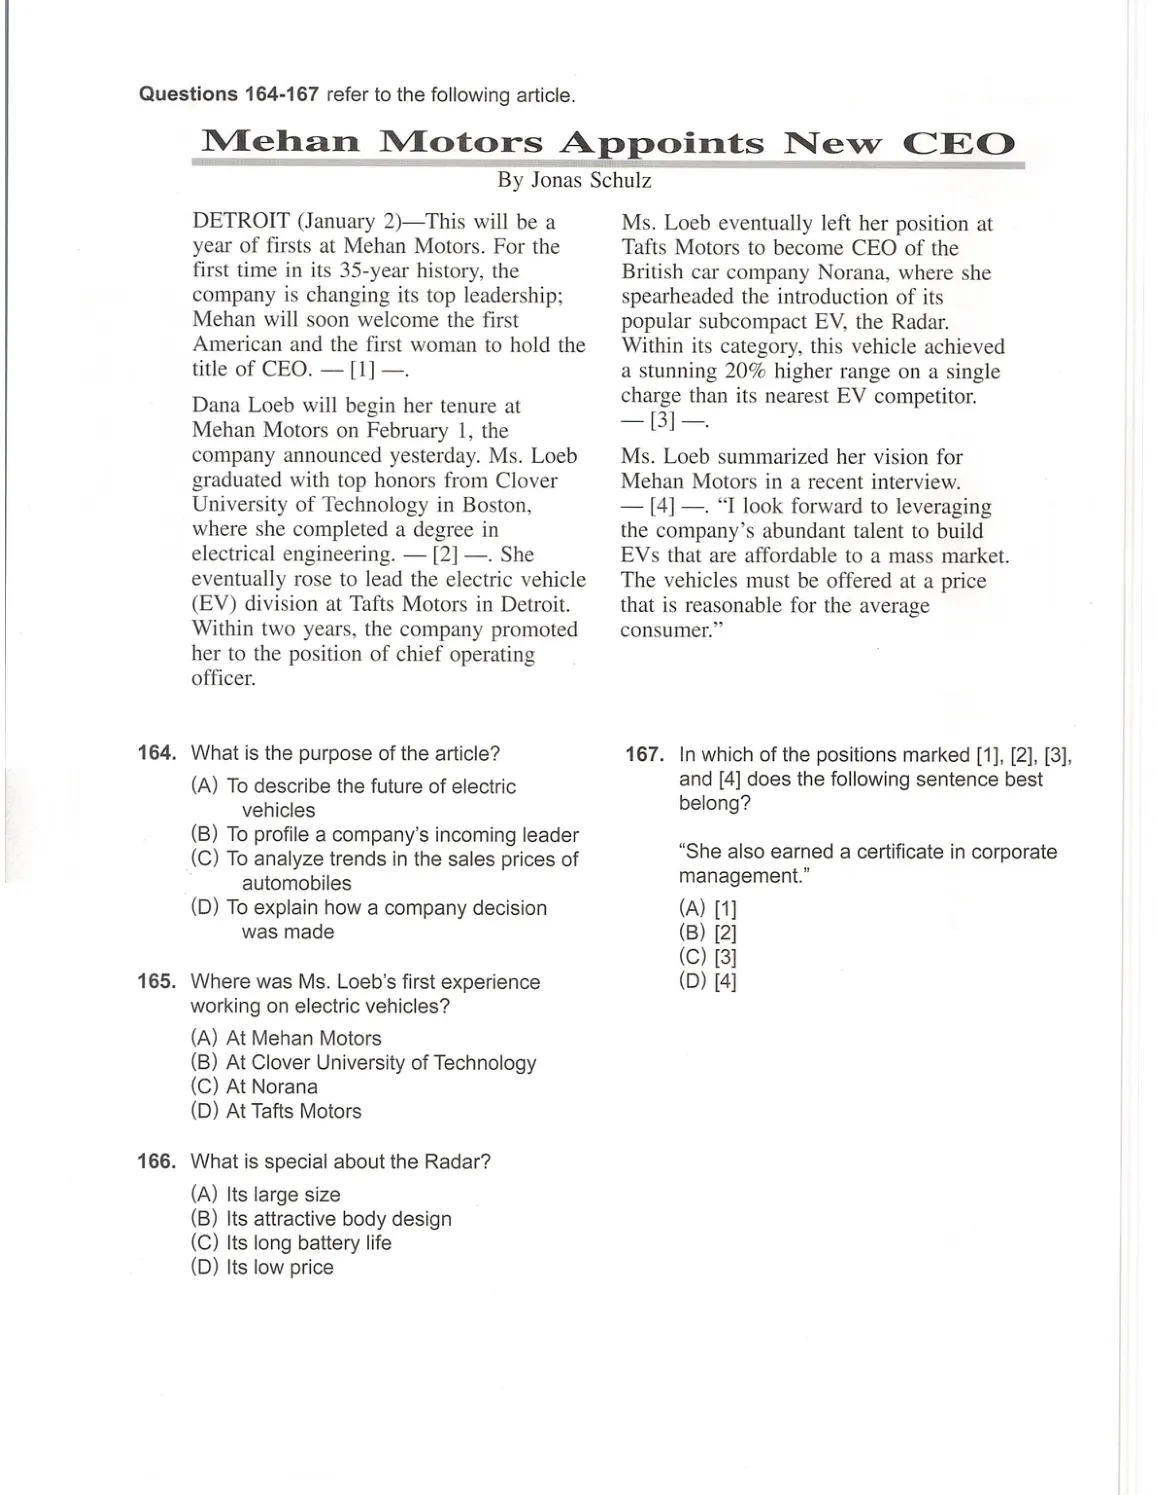 Questions 164-167 refer to the following article.
Mehan Motors Appoints New CEO
By Jonas Schulz
DETROIT (January 2)—This will be a
year of firsts at Mehan Motors. For the
first time in its 35-year history, the
company is changing its top leadership;
Mehan will soon welcome the first
American and the first woman to hold the
title of CEO. — [1] —.
Dana Loeb will begin her tenure at
Mehan Motors on February 1, the
company announced yesterday. Ms. Loeb
graduated with top honors from Clover
University of Technology in Boston,
where she completed a degree in
electrical engineering. — [2] —. She
eventually rose to lead the electric vehicle
(EV) division at Tafts Motors in Detroit.
Within two years, the company promoted
her to the position of chief operating
officer.
Ms. Loeb eventually left her position at
Tafts Motors to become CEO of the
British car company Norana, where she
spearheaded the introduction of its
popular subcompact EV, the Radar.
Within its category, this vehicle achieved
a stunning 20% higher range on a single
charge than its nearest EV competitor.
— [3] —.
Ms. Loeb summarized her vision for
Mehan Motors in a recent interview.
— [4] —. “I look forward to leveraging
the company’s abundant talent to build
EVs that are affordable to a mass market.
The vehicles must be offered at a price
that is reasonable for the average
consumer.”
164. What is the purpose of the article?
(A) To describe the future of electric
vehicles
(B) To profile a company’s incoming leader
(C) To analyze trends in the sales prices of
automobiles
(D) To explain how a company decision
was made
165. Where was Ms. Loeb’s first experience
working on electric vehicles?
(A) At Mehan Motors
(B) At Clover University of Technology
(C) At Norana
(D) At Tafts Motors
166. What is special about the Radar?
(A) Its large size
(B) Its attractive body design
(C) Its long battery life
(D) Its low price
167. In which of the positions marked [1], [2], [3],
and [4] does the following sentence best
belong?
“She also earned a certificate in corporate
management.”
(A) [1]
(B) [2]
(C) [3]
(D) [4]